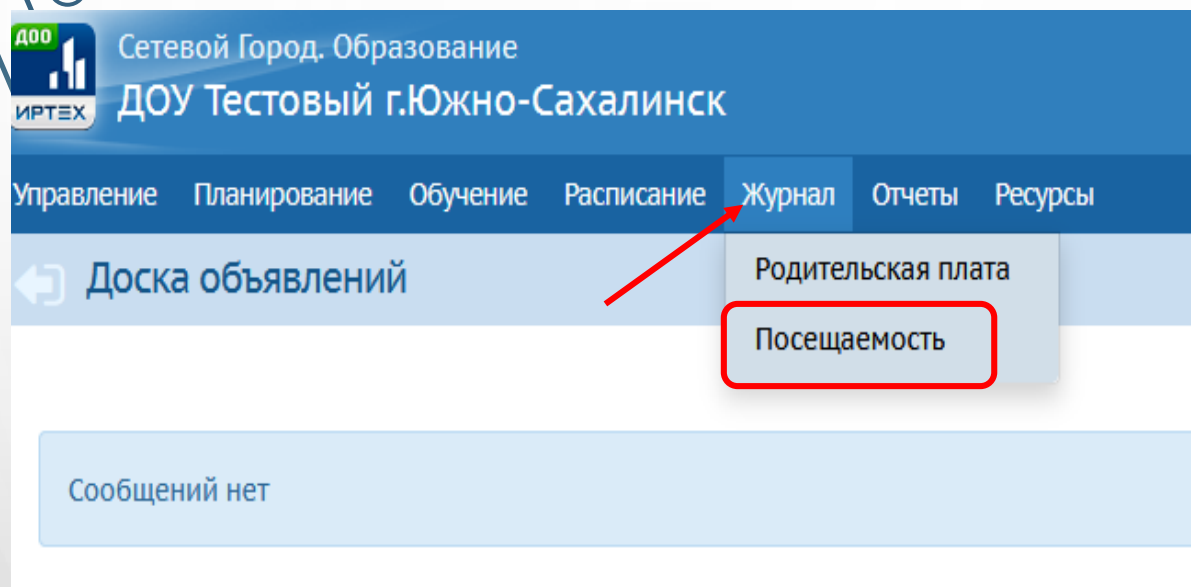 ДОО
ИРТЕХ
Сетевой Город. Образование
ДОУ Тестовый г.Южно-Сахалинск
Управление Планирование Обучение Расписание Журнал Отчеты Ресурсы
Доска объявлений
Родительская плата
Посещаемость
Сообщений нет